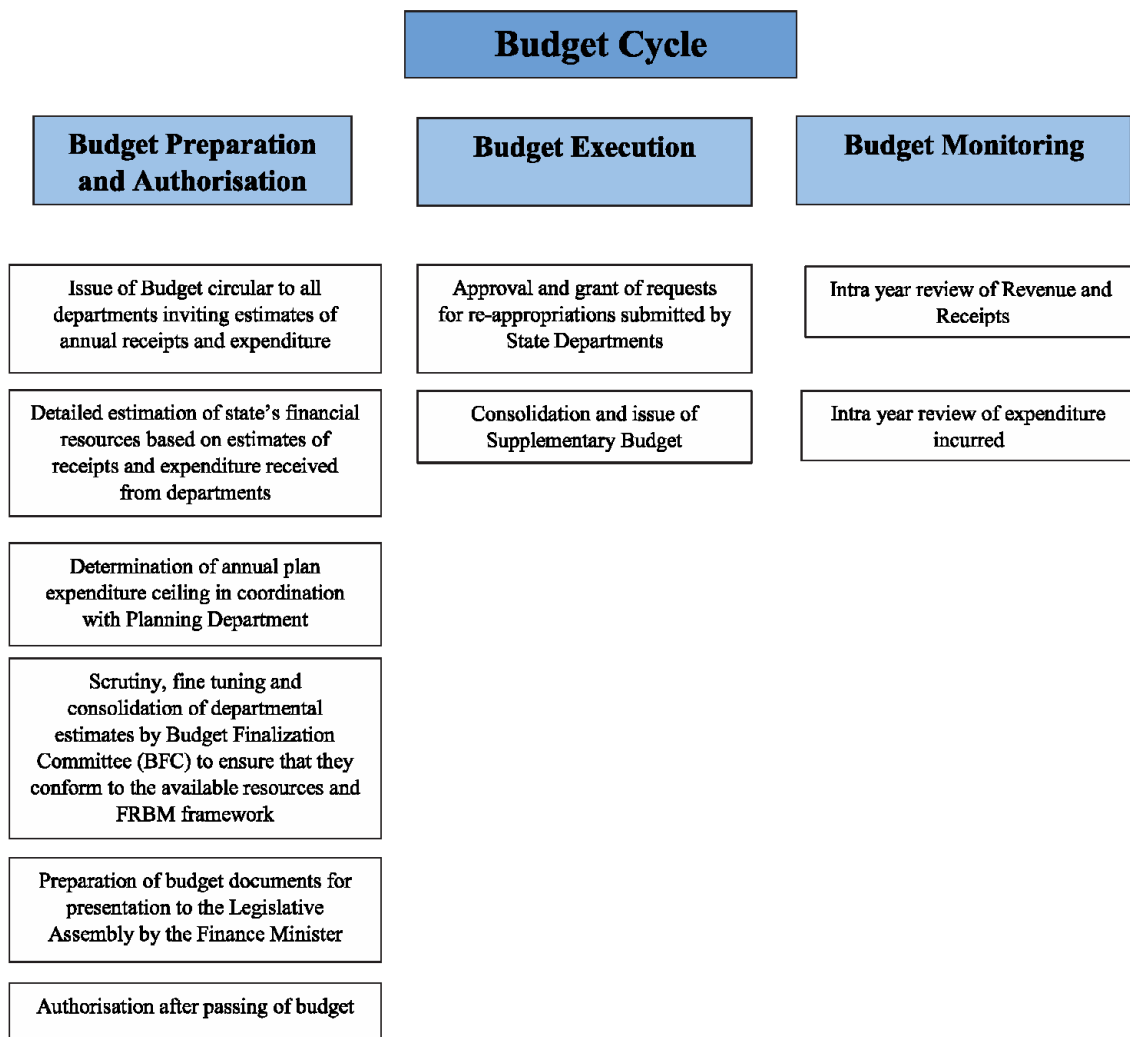 Budget Cycle
Budget Preparation
and Authorisation
Issue of Budget circular to all
departments inviting estimates of
annual receipts and expenditure
Detailed estimation of state's financial
resources based on estimates of
receipts and expenditure received
from departments
Determination of annual plan
expenditure ceiling in coordination
with Planning Department
Scrutiny, fine tuning and
consolidation of departmental
estimates by Budget Finalization
Committee (BFC) to ensure that they
conform to the available resources and
FRBM framework
Preparation of budget documents for
presentation to the Legislative
Assembly by the Finance Minister
Authorisation after passing of budget
Budget Execution
Approval and grant of requests
for re-appropriations submitted by
State Departments
Consolidation and issue of
Supplementary Budget
Budget Monitoring
Intra year review of Revenue and
Receipts
Intra year review of expenditure
incurred